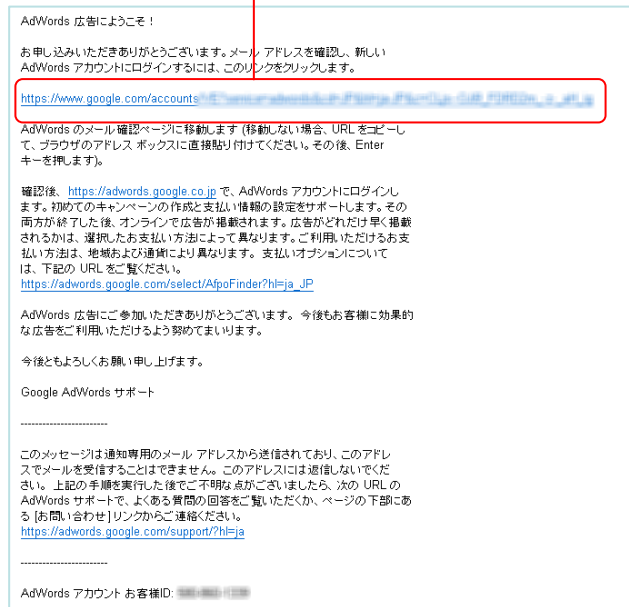 AdWords 広告にようこそ！
お申し込みいただきありがとうございます。メール アドレスを確認し、新しい
AdWords アカウントにログインするには、このリンクをクリックします。
https://www.google.com/accounts
AdWords のメール確認ページに移動します (移動しない場合、URL をコピーし
て、ブラウザのアドレス ボックスに直接貼り付けてください。その後、Enter
キーを押します)。
確認後、 https://adwords.google.co.jp で、AdWords アカウントにログインし
ます。初めてのキャンペーンの作成と支払い情報の設定をサポートします。その
両方が終了した後、オンラインで広告が掲載されます。広告がどれだけ早く掲載
されるかは、選択したお支払い方法によって異なります。ご利用いただけるお支
払い方法は、地域および通貨により異なります。 支払いオプションについて
は、下記の URL をご覧ください。
https://adwords.google.com/select/AfpoFinder?hl=ja_JP
AdWords 広告にご参加いただきありがとうございます。 今後もお客様に効果的
な広告をご利用いただけるよう努めてまいります。
今後ともよろしくお願い申し上げます。
Google AdWords サポート
------------------------
このメッセージは通知専用のメール アドレスから送信されており、このアドレ
スでメールを受信することはできません。このアドレスには返信しないでくだ
さい。 上記の手順を実行した後でご不明な点がございましたら、次の URL の
AdWords サポートで、よくある質問の回答をご覧いただくか、ページの下部にあ
る [お問い合わせ] リンクからご連絡ください。
https://adwords.google.com/support/?hl=ja
------------------------
AdWords アカウント お客様ID: